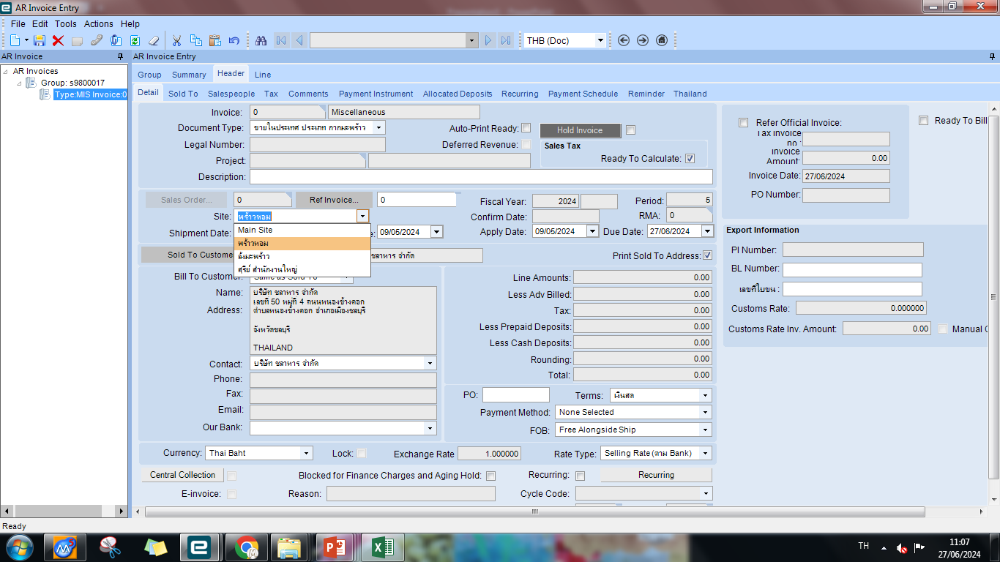 AR Invoice Entry
File Edit Tools Actions Help
THB (Doc)
AR Invoice
AR Invoice Entry
AR Invoices
Group: s9800017
Type:MIS Invoice:0
Group Summary Header Line
Detail Sold To Salespeople Tax Comments Payment Instrument Allocated Deposits Recurring Payment Schedule Reminder Thailand
Invoice: 0 Miscellaneous
Document Type: ขายในประเทศ ประเภท กากมะพร้าว Auto-Print Ready: Hold Invoice
Legal Number: Deferred Revenue: Sales Tax
Project: Ready To Calculate:
Description:
Refer Official Invoice: Ready To Bill
Tax Invoice no :
Invoice Amount: 0.00
Invoice Date: 27/06/2024
PO Number:
Sales Order... 0 Ref Invoice... 0 Fiscal Year: 2024 Period: 5
Site: พร้าวหอม Confirm Date: RMA: 0
Shipment Date: 09/05/2024 Apply Date: 09/05/2024 Due Date: 27/06/2024
Main Site
พร้าวหอม
ล้งมะพร้าว
สุรีย์ สำนักงานใหญ่
Sold To Customer ชลาหาร จำกัด Print Sold To Address:
Export Information
PI Number:
BL Number:
เลขที่ใบขน :
Customs Rate: 0.000000
Customs Rate Inv. Amount: 0.00 Manual
Bill To Customer: Same as Sold To
Name: บริษัท ชลาหาร จำกัด
Address: เลขที่ 50 หมู่ที่ 4 ถนนหนองข้างคอก
ตำบลหนองข้างคอก อำเภอเมืองชลบุรี
จังหวัดชลบุรี
THAILAND
Contact: บริษัท ชลาหาร จำกัด
Phone:
Fax:
Email:
Our Bank:
Line Amounts: 0.00
Less Adv Billed: 0.00
Tax: 0.00
Less Prepaid Deposits: 0.00
Less Cash Deposits: 0.00
Rounding: 0.00
Total: 0.00
PO: Terms: เงินสด
Payment Method: None Selected
FOB: Free Alongside Ship
Currency: Thai Baht Lock: Exchange Rate 1.000000 Rate Type: Selling Rate (ตาม Bank)
Central Collection Blocked for Finance Charges and Aging Hold: Recurring: Recurring
E-invoice: Reason: Cycle Code:
Ready
TH 11:07
27/06/2024